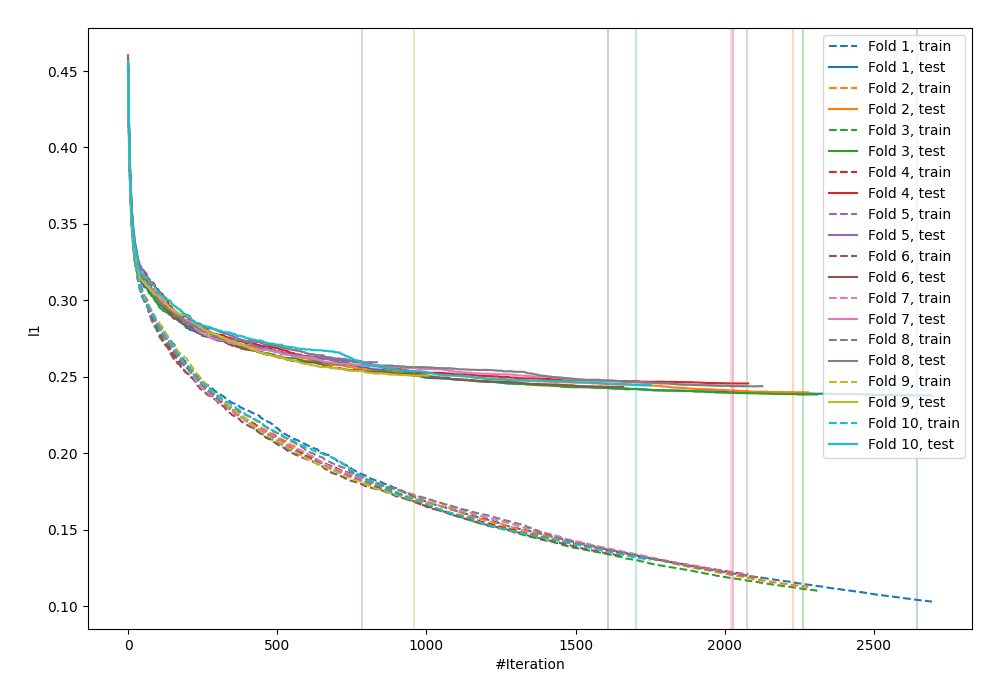 0.45
0.40
0.35
0.30
0.25
0.20
0.15
0.10
l1
0
500
1000
1500
2000
2500
#Iteration
Fold 1, train
Fold 1, test
Fold 2, train
Fold 2, test
Fold 3, train
Fold 3, test
Fold 4, train
Fold 4, test
Fold 5, train
Fold 5, test
Fold 6, train
Fold 6, test
Fold 7, train
Fold 7, test
Fold 8, train
Fold 8, test
Fold 9, train
Fold 9, test
Fold 10, train
Fold 10, test